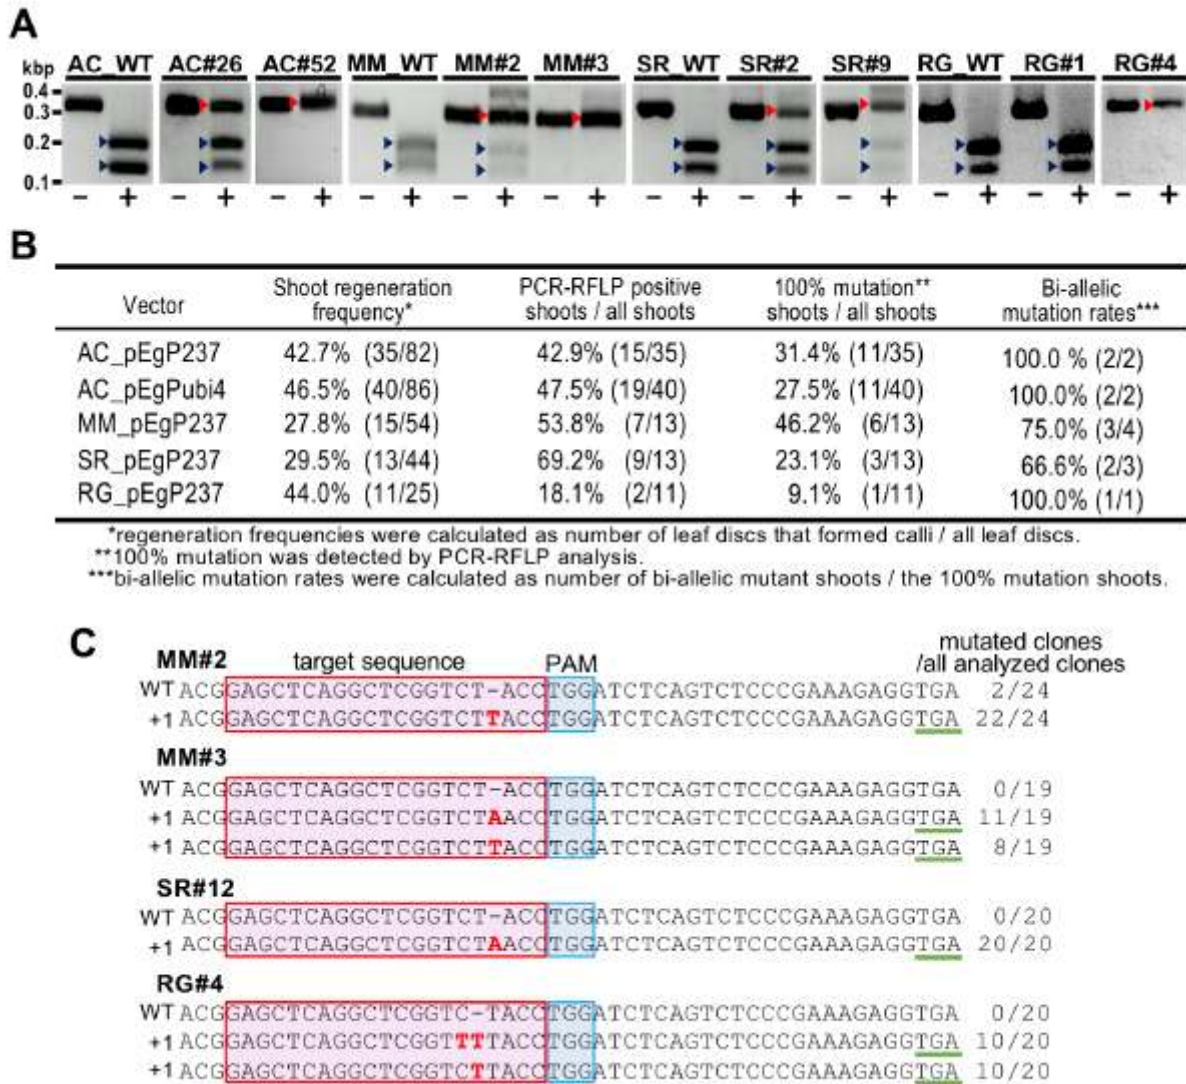 A
AC_WT AC#26 AC#52 MM_WT MM#2 MM#3 SR_WT SR#2 SR#9 RG_WT RG#1 RG#4
kbp
0.4
0.3
0.2
0.1
− + − + − + − + − + − + − + − + − + − + − + − +
B
Vector Shoot regeneration frequency* PCR-RFLP positive shoots / all shoots 100% mutation** shoots / all shoots Bi-allelic mutation rates***
AC_pEgP237 42.7% (35/82) 42.9% (15/35) 31.4% (11/35) 100.0 % (2/2)
AC_pEgPubi4 46.5% (40/86) 47.5% (19/40) 27.5% (11/40) 100.0% (2/2)
MM_pEgP237 27.8% (15/54) 53.8% (7/13) 46.2% (6/13) 75.0% (3/4)
SR_pEgP237 29.5% (13/44) 69.2% (9/13) 23.1% (3/13) 66.6% (2/3)
RG_pEgP237 44.0% (11/25) 18.1% (2/11) 9.1% (1/11) 100.0% (1/1)
*regeneration frequencies were calculated as number of leaf discs that formed calli / all leaf discs.
**100% mutation was detected by PCR-RFLP analysis.
***bi-allelic mutation rates were calculated as number of bi-allelic mutant shoots / the 100% mutation shoots.
C
mutated clones
MM#2 target sequence PAM /all analyzed clones
WT ACGGAGCTCAGGCTCGGTCT-ACCTGGATCTCAGTCTCCCGAAAGAGGTGA 2/24
+1 ACGGAGCTCAGGCTCGGTCTTACCTGGATCTCAGTCTCCCGAAAGAGGTGA 22/24
MM#3
WT ACGGAGCTCAGGCTCGGTCT-ACCTGGATCTCAGTCTCCCGAAAGAGGTGA 0/19
+1 ACGGAGCTCAGGCTCGGTCTAACCTGGATCTCAGTCTCCCGAAAGAGGTGA 11/19
+1 ACGGAGCTCAGGCTCGGTCTTACCTGGATCTCAGTCTCCCGAAAGAGGTGA 8/19
SR#12
WT ACGGAGCTCAGGCTCGGTCT-ACCTGGATCTCAGTCTCCCGAAAGAGGTGA 0/20
+1 ACGGAGCTCAGGCTCGGTCTAACCTGGATCTCAGTCTCCCGAAAGAGGTGA 20/20
RG#4
WT ACGGAGCTCAGGCTCGGTC-TACCTGGATCTCAGTCTCCCGAAAGAGGTGA 0/20
+1 ACGGAGCTCAGGCTCGGTTTTACCTGGATCTCAGTCTCCCGAAAGAGGTGA 10/20
+1 ACGGAGCTCAGGCTCGGTCTTACCTGGATCTCAGTCTCCCGAAAGAGGTGA 10/20